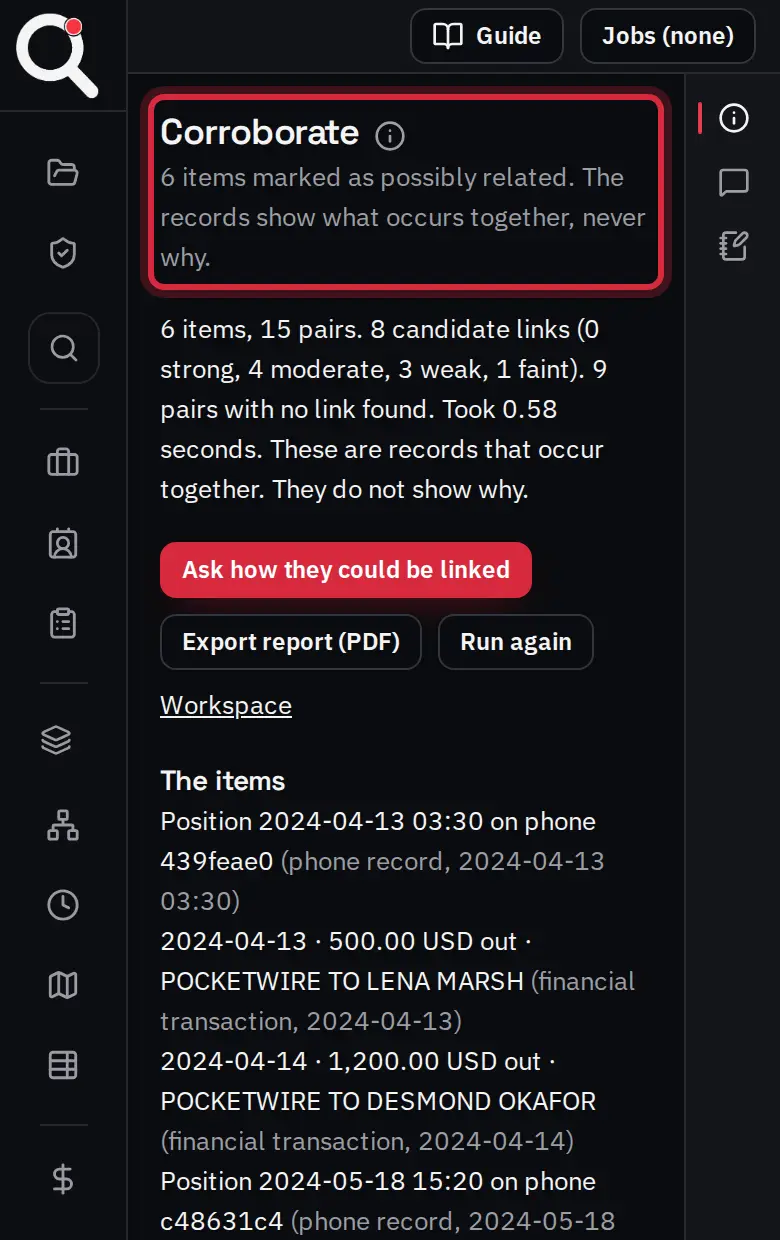 Guide
Jobs (none)
Corroborate
6 items marked as possibly related. The
records show what occurs together, never
why.
6 items, 15 pairs. 8 candidate links (0
strong, 4 moderate, 3 weak, 1 faint). 9
pairs with no link found. Took 0.58
seconds. These are records that occur
together. They do not show why.
Ask how they could be linked
Export report (PDF)
Run again
Workspace
The items
Position 2024-04-13 03:30 on phone
439feae0 (phone record, 2024-04-13
03:30)
2024-04-13 · 500.00 USD out ·
POCKETWIRE TO LENA MARSH (financial
transaction, 2024-04-13)
2024-04-14 · 1,200.00 USD out ·
POCKETWIRE TO DESMOND OKAFOR
(financial transaction, 2024-04-14)
Position 2024-05-18 15:20 on phone
c48631c4 (phone record, 2024-05-18